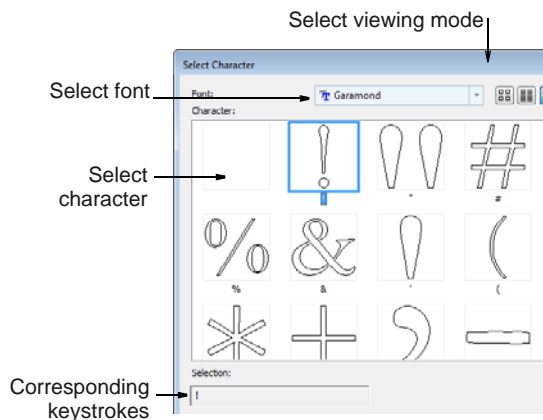 Select viewing mode
Select Character
Select font
Font:
Garamond
Character:
! " #
Select
character
% & ' (
* + , -
Selection:
Corresponding
keystrokes
!